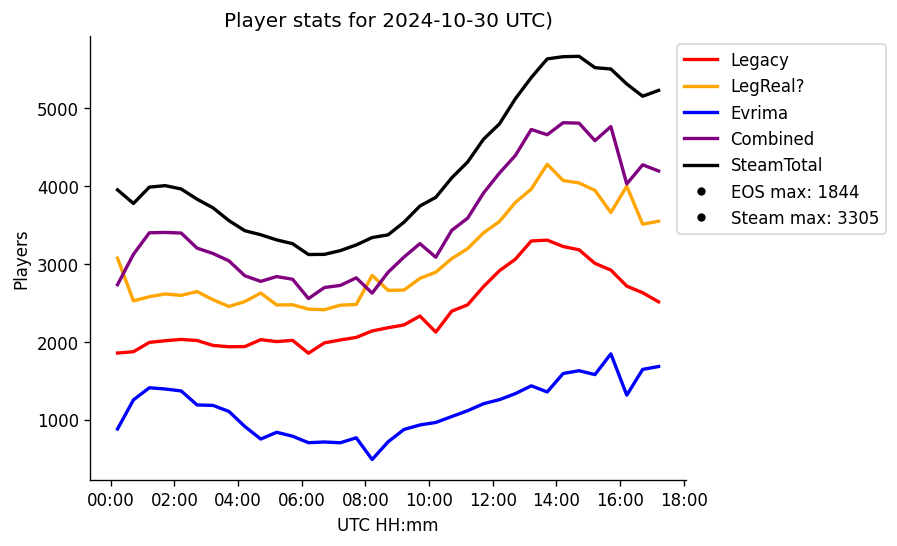 Player stats for 2024-10-30 UTC)
Legacy
LegReal?
Evrima
Combined
SteamTotal
EOS max: 1844
Steam max: 3305
Players
5000
4000
3000
2000
1000
00:00 02:00 04:00 06:00 08:00 10:00 12:00 14:00 16:00 18:00
UTC HH:mm